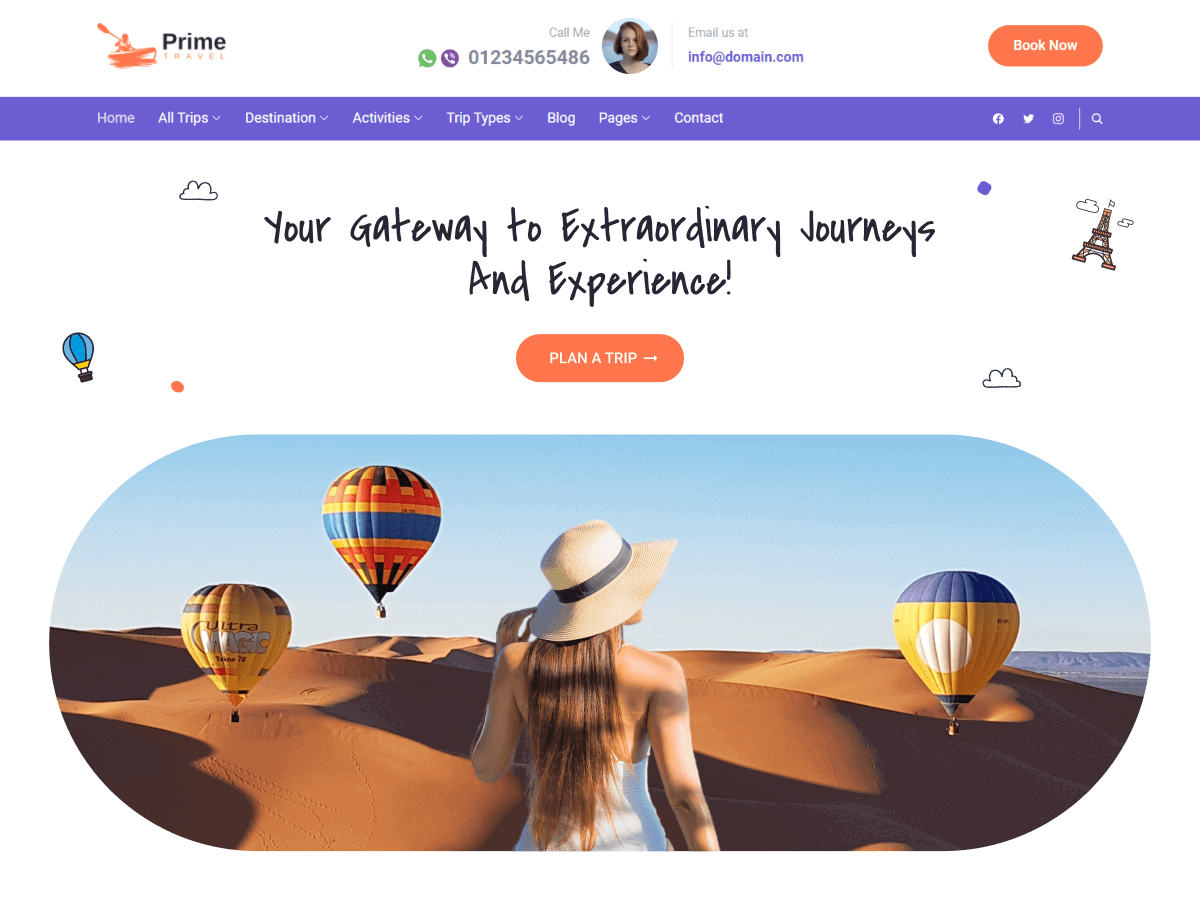 Prime
TRAVEL
Call Me
01234565486
Email us at
info@domain.com
Book Now
Home
All Trips
Destination
Activities
Trip Types
Blog
Pages
Contact
Your Gateway to Extraordinary Journeys
And Experience!
PLAN A TRIP →
Ultra
MAGIC